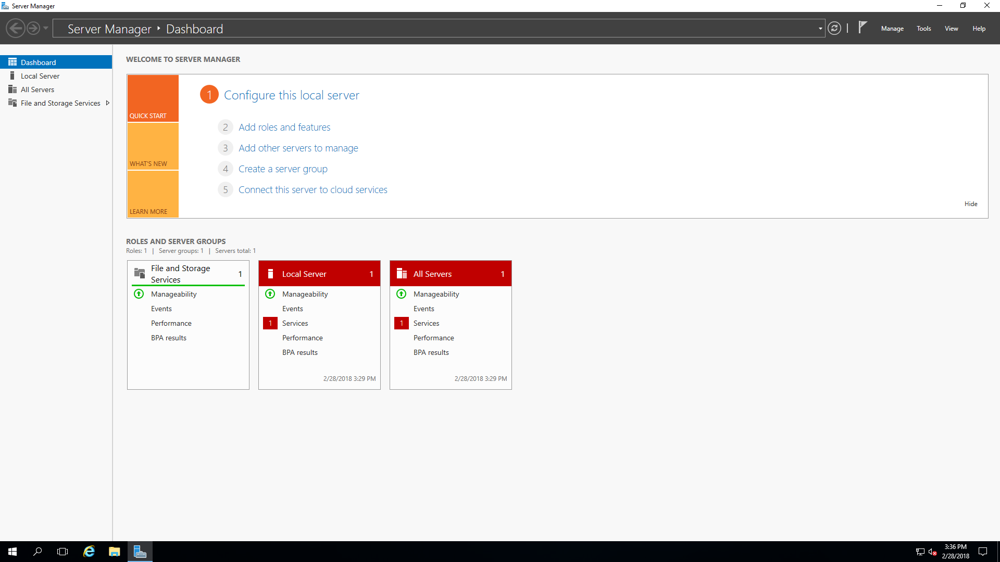 Server Manager
Server Manager ‣ Dashboard
Manage Tools View Help
Dashboard
Local Server
All Servers
File and Storage Services
WELCOME TO SERVER MANAGER
QUICK START
WHAT'S NEW
LEARN MORE
1 Configure this local server
2 Add roles and features
3 Add other servers to manage
4 Create a server group
5 Connect this server to cloud services
Hide
ROLES AND SERVER GROUPS
Roles: 1 | Server groups: 1 | Servers total: 1
File and Storage
Services
1
Manageability
Events
Performance
BPA results
Local Server 1
Manageability
Events
1 Services
Performance
BPA results
2/28/2018 3:29 PM
All Servers 1
Manageability
Events
1 Services
Performance
BPA results
2/28/2018 3:29 PM
3:36 PM
2/28/2018